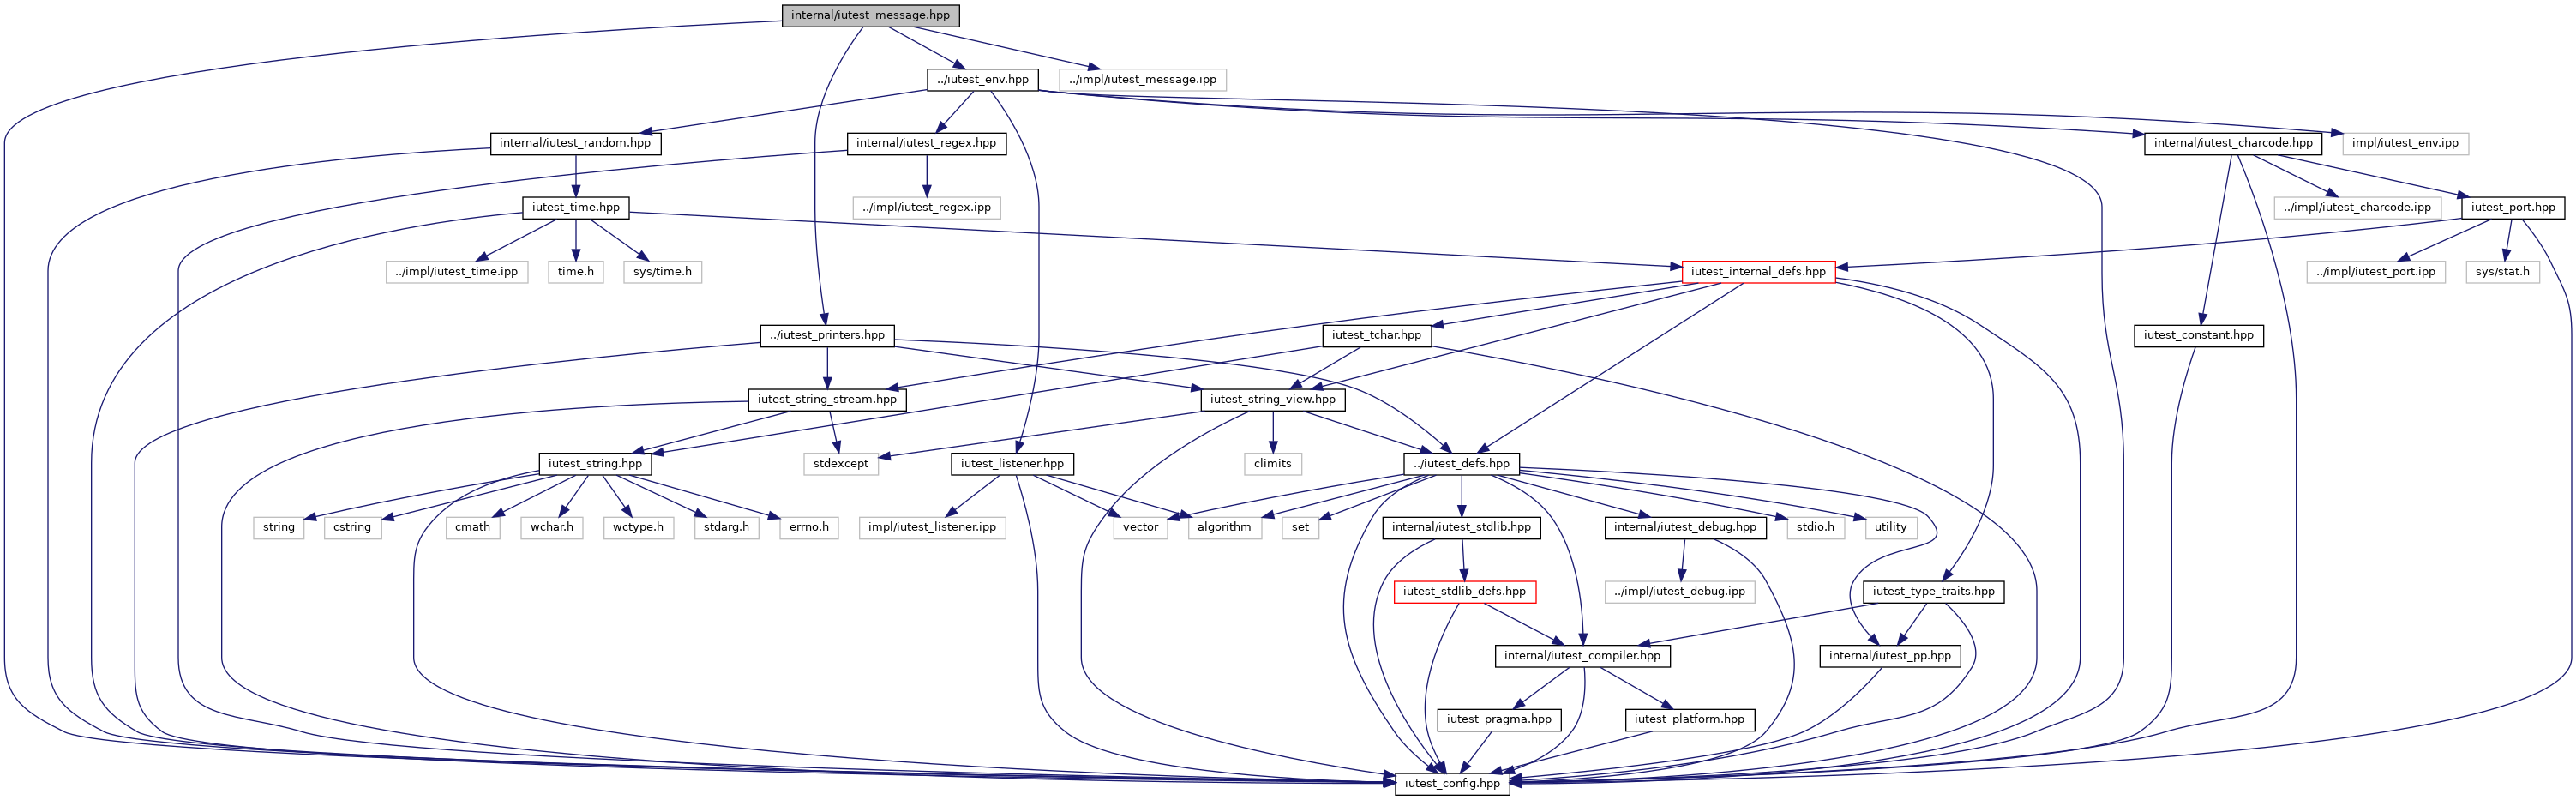 internal/iutest_message.hpp
../iutest_env.hpp
../impl/iutest_message.ipp
internal/iutest_random.hpp
internal/iutest_regex.hpp
internal/iutest_charcode.hpp
impl/iutest_env.ipp
iutest_time.hpp
../impl/iutest_regex.ipp
../impl/iutest_charcode.ipp
iutest_port.hpp
../impl/iutest_time.ipp
time.h
sys/time.h
iutest_internal_defs.hpp
../impl/iutest_port.ipp
sys/stat.h
../iutest_printers.hpp
iutest_tchar.hpp
iutest_constant.hpp
iutest_string_stream.hpp
iutest_string_view.hpp
iutest_string.hpp
stdexcept
iutest_listener.hpp
climits
../iutest_defs.hpp
string
cstring
cmath
wchar.h
wctype.h
stdarg.h
errno.h
impl/iutest_listener.ipp
vector
algorithm
set
internal/iutest_stdlib.hpp
internal/iutest_debug.hpp
stdio.h
utility
iutest_stdlib_defs.hpp
../impl/iutest_debug.ipp
iutest_type_traits.hpp
internal/iutest_compiler.hpp
internal/iutest_pp.hpp
iutest_pragma.hpp
iutest_platform.hpp
iutest_config.hpp